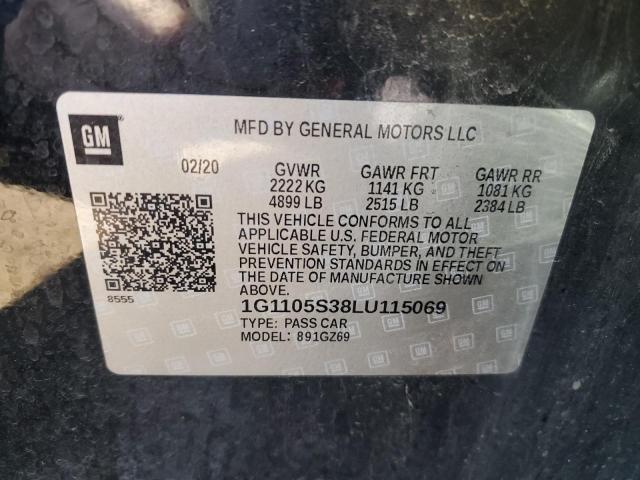 GM
MFD BY GENERAL MOTORS LLC
02/20 GVWR GAWR FRT GAWR RR
2222 KG 1141 KG 1081 KG
4899 LB 2515 LB 2384 LB
THIS VEHICLE CONFORMS TO ALL
APPLICABLE U.S. FEDERAL MOTOR
VEHICLE SAFETY, BUMPER, AND THEFT
PREVENTION STANDARDS IN EFFECT ON
THE DATE OF MANUFACTURE SHOWN
ABOVE.
8555
1G1105S38LU115069
TYPE: PASS CAR
MODEL: 891GZ69